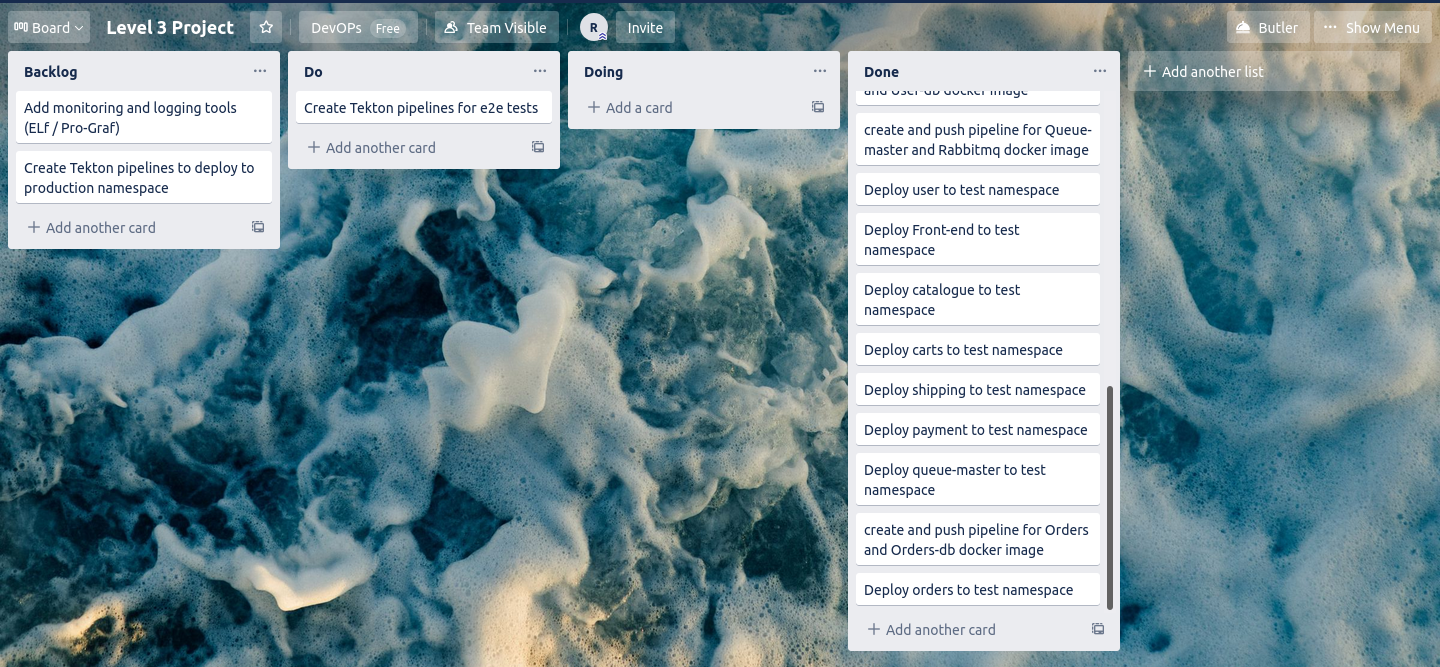 Board
Level 3 Project
DevOPs Free
Team Visible
R
Invite
Butler
Show Menu
Backlog
Add monitoring and logging tools
(ELf / Pro-Graf)
Create Tekton pipelines to deploy to
production namespace
Add another card
Do
Create Tekton pipelines for e2e tests
Add another card
Doing
Add a card
Done
and User-db docker image
create and push pipeline for Queue-
master and Rabbitmq docker image
Deploy user to test namespace
Deploy Front-end to test
namespace
Deploy catalogue to test
namespace
Deploy carts to test namespace
Deploy shipping to test namespace
Deploy payment to test namespace
Deploy queue-master to test
namespace
create and push pipeline for Orders
and Orders-db docker image
Deploy orders to test namespace
Add another card
Add another list